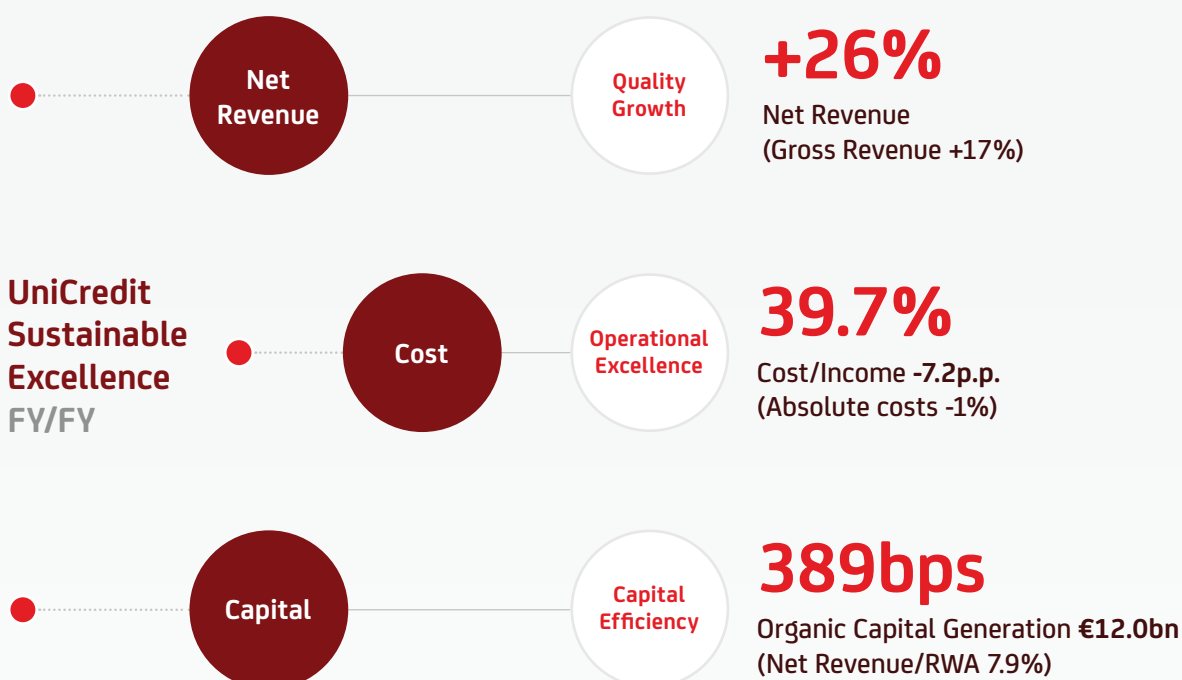 Net
Revenue
Quality
Growth
+26%
Net Revenue
(Gross Revenue +17%)
UniCredit
Sustainable
Excellence
FY/FY
Cost
Operational
Excellence
39.7%
Cost/Income -7.2p.p.
(Absolute costs -1%)
Capital
Capital
Efficiency
389bps
Organic Capital Generation €12.0bn
(Net Revenue/RWA 7.9%)